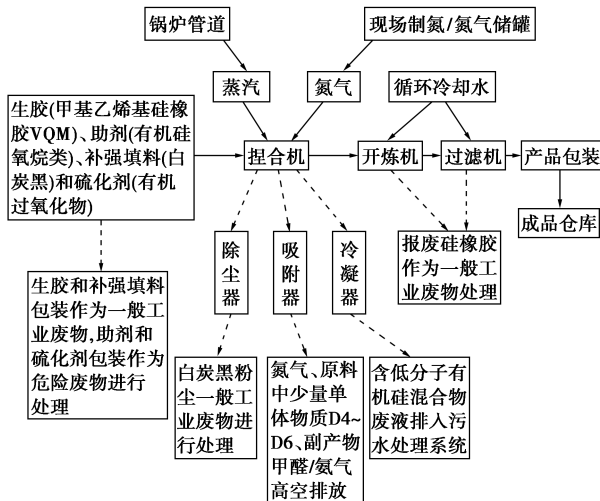 锅炉管道
现场制氮/氮气储罐
蒸汽
氮气
循环冷却水
生胶(甲基乙烯基硅橡
胶VQM)、助剂(有机硅
氧烷类)、补强填料(白
炭黑)和硫化剂(有机
过氧化物)
捏合机
开炼机
过滤机
产品包装
成品仓库
除
尘
器
吸
附
器
冷
凝
器
报废硅橡胶
作为一般工
业废物处理
生胶和补强填料
包装作为一般工
业废物,助剂和
硫化剂包装作为
危险废物进行
处理
白炭黑粉
尘一般工
业废物进
行处理
氮气、原料
中少量单
体物质D4~
D6、副产物
甲醛/氨气
高空排放
含低分子有
机硅混合物
废液排入污
水处理系统